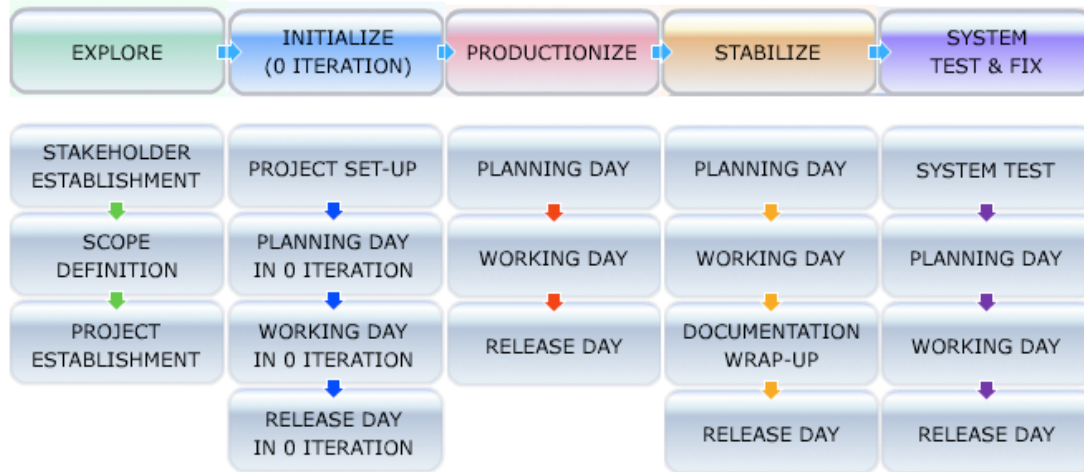 EXPLORE
INITIALIZE
(0 ITERATION)
PRODUCTIONIZE
STABILIZE
SYSTEM
TEST & FIX
STAKEHOLDER
ESTABLISHMENT
SCOPE
DEFINITION
PROJECT
ESTABLISHMENT
PROJECT SET-UP
PLANNING DAY
IN 0 ITERATION
WORKING DAY
IN 0 ITERATION
RELEASE DAY
IN 0 ITERATION
PLANNING DAY
WORKING DAY
RELEASE DAY
PLANNING DAY
WORKING DAY
DOCUMENTATION
WRAP-UP
RELEASE DAY
SYSTEM TEST
PLANNING DAY
WORKING DAY
RELEASE DAY